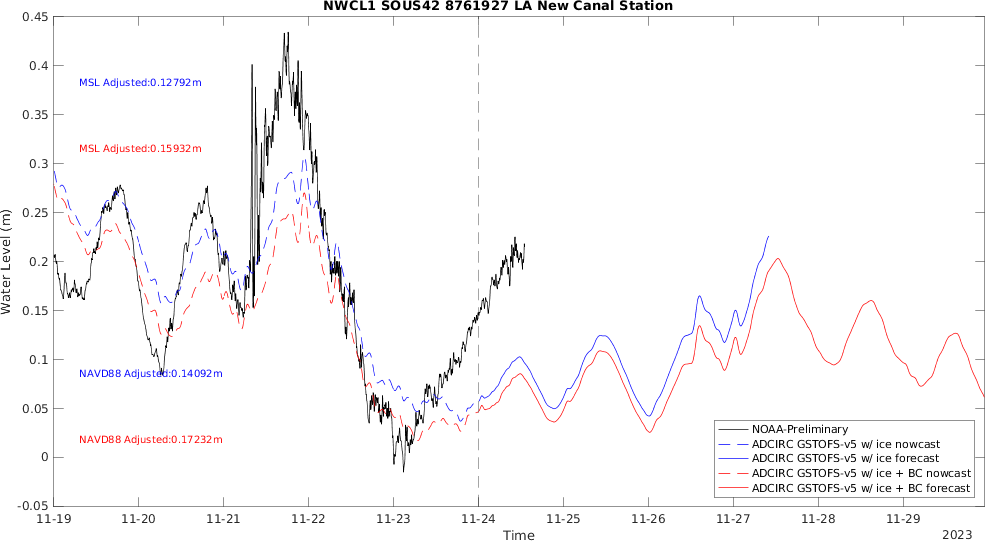 NWCL1 SOUS42 8761927 LA New Canal Station
0.45
0.4
0.35
0.3
0.25
0.2
0.15
0.1
0.05
0
-0.05
Water Level (m)
MSL Adjusted:0.12792m
MSL Adjusted:0.15932m
NAVD88 Adjusted:0.14092m
NAVD88 Adjusted:0.17232m
NOAA-Preliminary
ADCIRC GSTOFS-v5 w/ ice nowcast
ADCIRC GSTOFS-v5 w/ ice forecast
ADCIRC GSTOFS-v5 w/ ice + BC nowcast
ADCIRC GSTOFS-v5 w/ ice + BC forecast
11-19 11-20 11-21 11-22 11-23 11-24 11-25 11-26 11-27 11-28 11-29
Time
2023